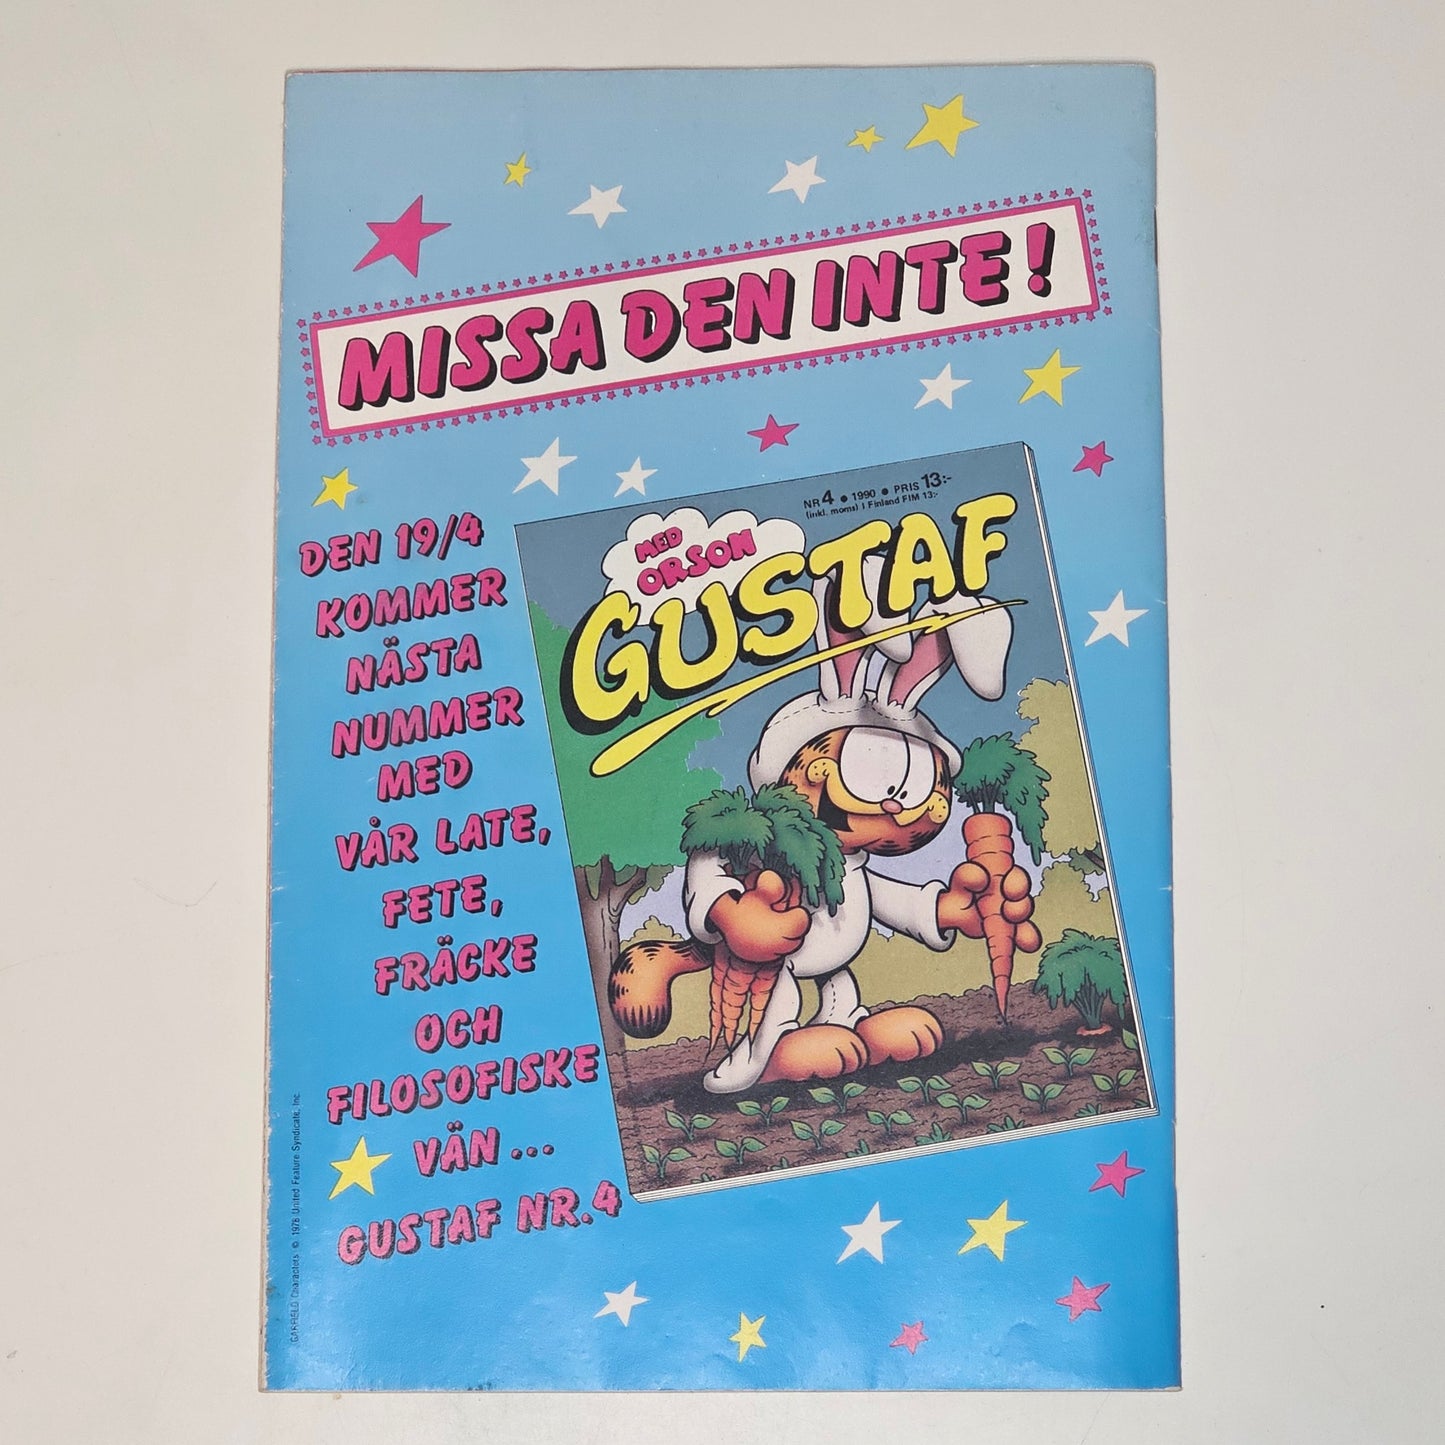 MISSA DEN INTE!
DEN 19/4
KOMMER
NÄSTA
NUMMER
MED
VÅR LATE,
FETE,
FRÄCKE
OCH
FILOSOFISKE
VÄN...
GUSTAF NR.4
NR 4 • 1990 • PRIS 13:-
(inkl. moms) I Finland FIM 13:-
MED
ORSON
GUSTAF
GARFIELD Characters © 1978 United Feature Syndicate, Inc.